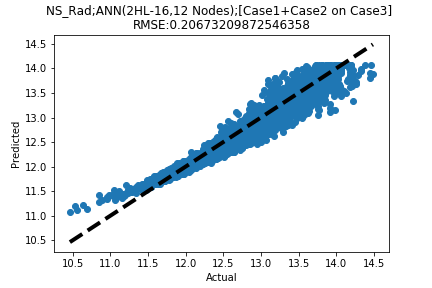 NS_Rad;ANN(2HL-16,12 Nodes);[Case1+Case2 on Case3]
RMSE:0.20673209872546358
14.5
14.0
13.5
13.0
12.5
12.0
11.5
11.0
10.5
Predicted
10.5 11.0 11.5 12.0 12.5 13.0 13.5 14.0 14.5
Actual